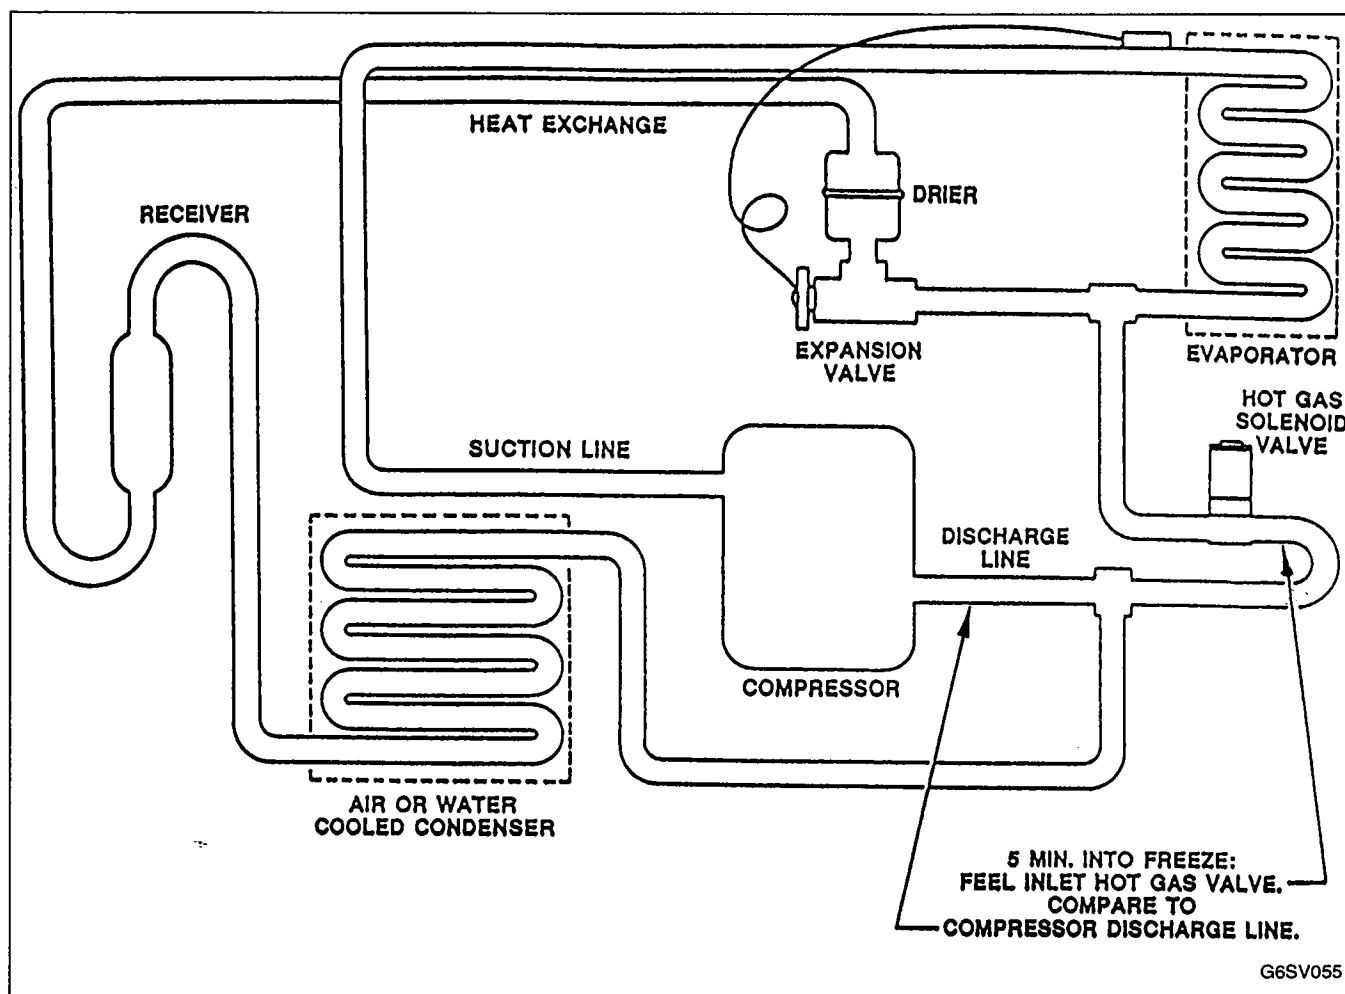 HEAT EXCHANGE
DRIER
RECEIVER
EXPANSION
VALVE
EVAPORATOR
HOT GAS
SOLENOID
VALVE
SUCTION LINE
DISCHARGE
LINE
COMPRESSOR
AIR OR WATER
COOLED CONDENSER
5 MIN. INTO FREEZE:
FEEL INLET HOT GAS VALVE.
COMPARE TO
COMPRESSOR DISCHARGE LINE.
G6SV055